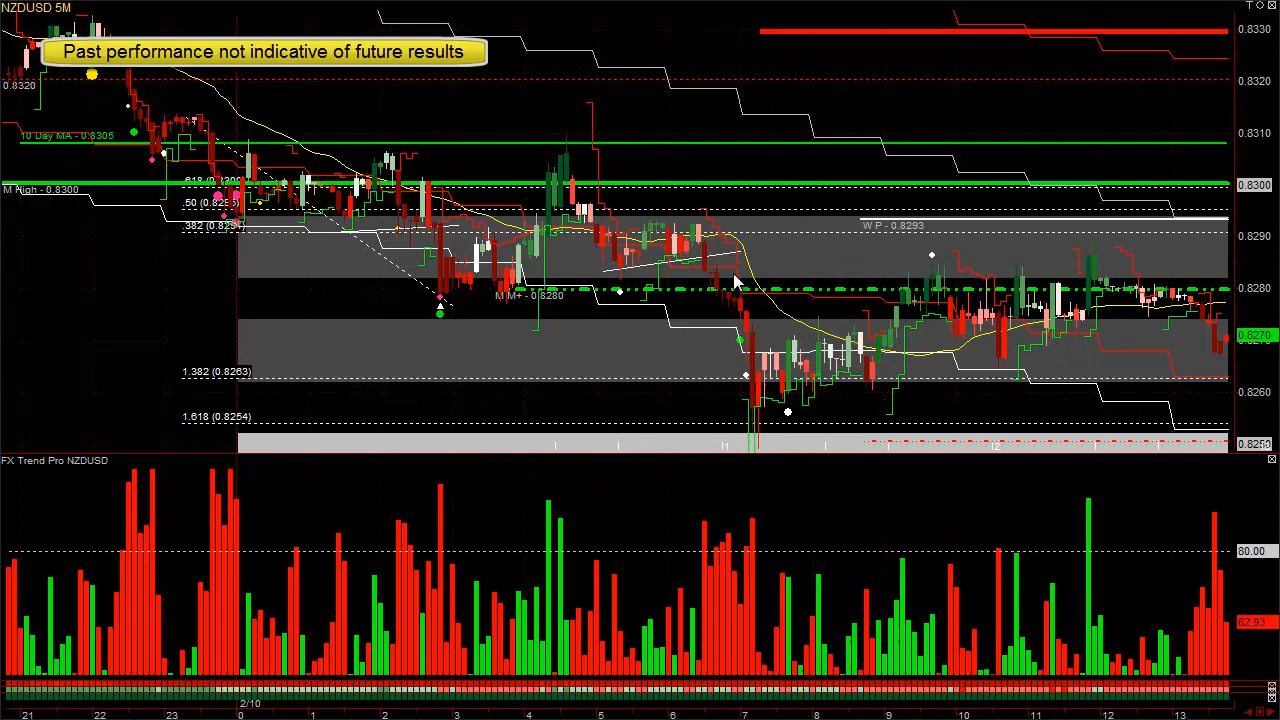 NZDUSD 5M
Past performance not indicative of future results
0.8330
0.8320
0.8320
0.8310
10 Day MA - 0.8305
M High - 0.8300
0.8300
.50
.382
W P - 0.8293
0.8290
M M+ - 0.8280
0.8280
0.8270
1.382 (0.8263)
0.8260
1.618 (0.8254)
0.8250
FX Trend Pro NZDUSD
80.00
62.93
2/10
21 22 23 0 1 2 3 4 5 6 7 8 9 10 11 12 13